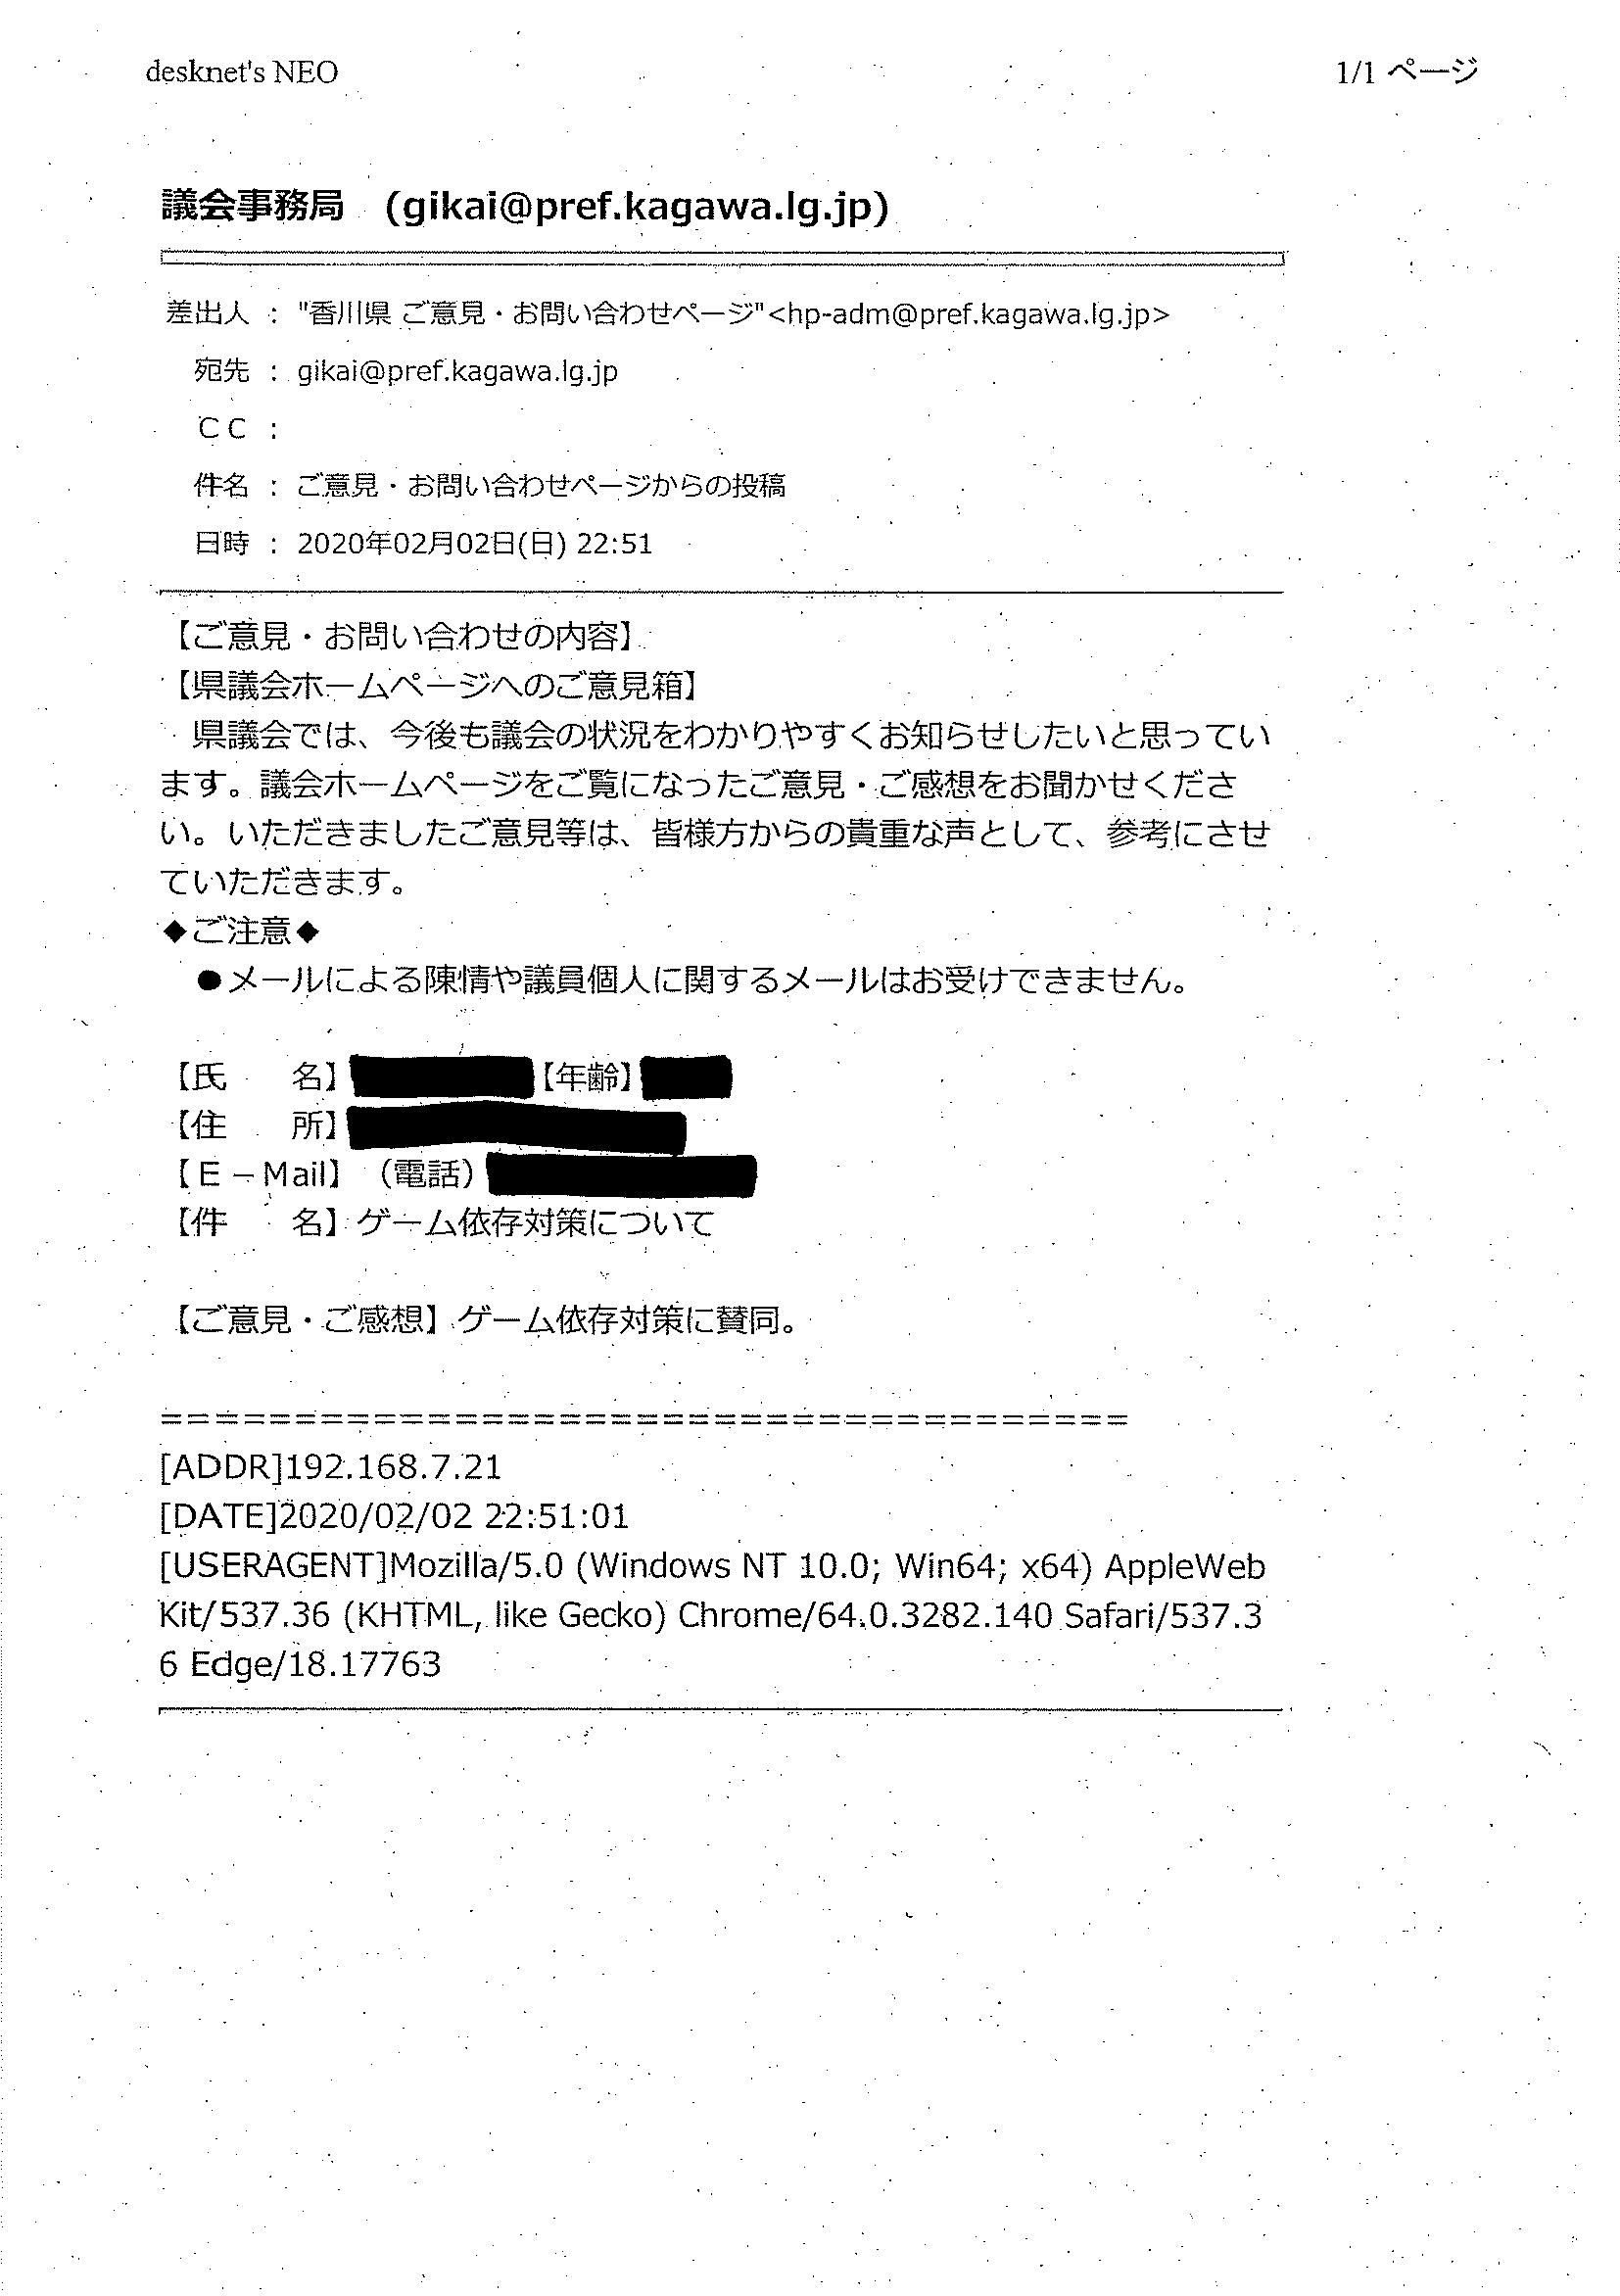 desknet's NEO
1/1 ページ
議会事務局　(gikai@pref.kagawa.lg.jp)
差出人 : "香川県 ご意見・お問い合わせページ"<hp-adm@pref.kagawa.lg.jp>
宛先 : gikai@pref.kagawa.lg.jp
ＣＣ :
件名 : ご意見・お問い合わせページからの投稿
日時 : 2020年02月02日(日) 22:51
【ご意見・お問い合わせの内容】
【県議会ホームページへのご意見箱】
　県議会では、今後も議会の状況をわかりやすくお知らせしたいと思ってい
ます。議会ホームページをご覧になったご意見・ご感想をお聞かせくださ
い。いただきましたご意見等は、皆様方からの貴重な声として、参考にさせ
ていただきます。
◆ご注意◆
　●メールによる陳情や議員個人に関するメールはお受けできません。
【氏　　名】【年齢】
【住　　所】
【Ｅ－Mail】（電話）
【件　　名】ゲーム依存対策について
【ご意見・ご感想】ゲーム依存対策に賛同。
=====================================
[ADDR]192.168.7.21
[DATE]2020/02/02 22:51:01
[USERAGENT]Mozilla/5.0 (Windows NT 10.0; Win64; x64) AppleWeb
Kit/537.36 (KHTML, like Gecko) Chrome/64.0.3282.140 Safari/537.3
6 Edge/18.17763